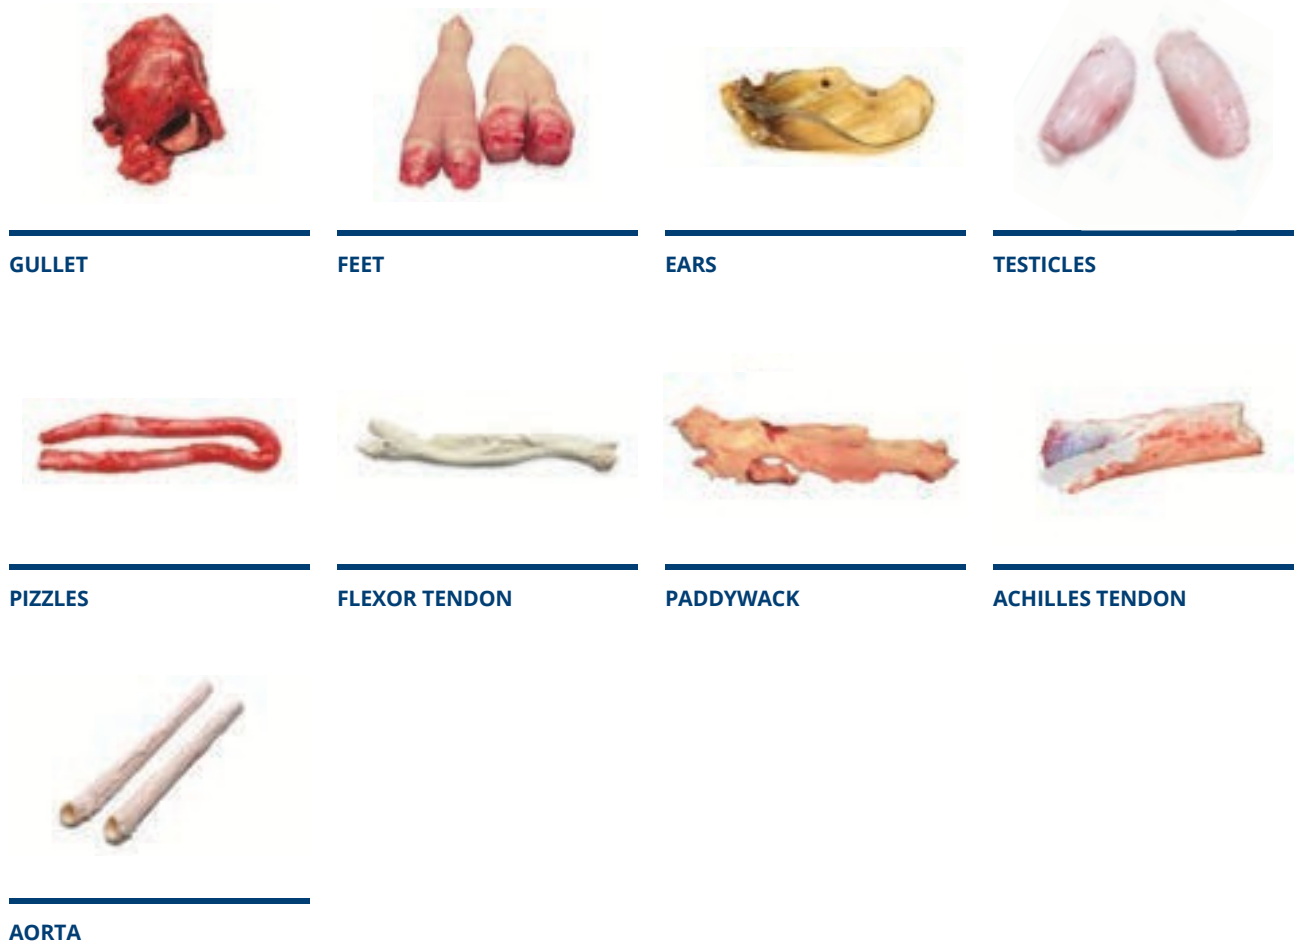 GULLET
FEET
EARS
TESTICLES
PIZZLES
FLEXOR TENDON
PADDYWACK
ACHILLES TENDON
AORTA